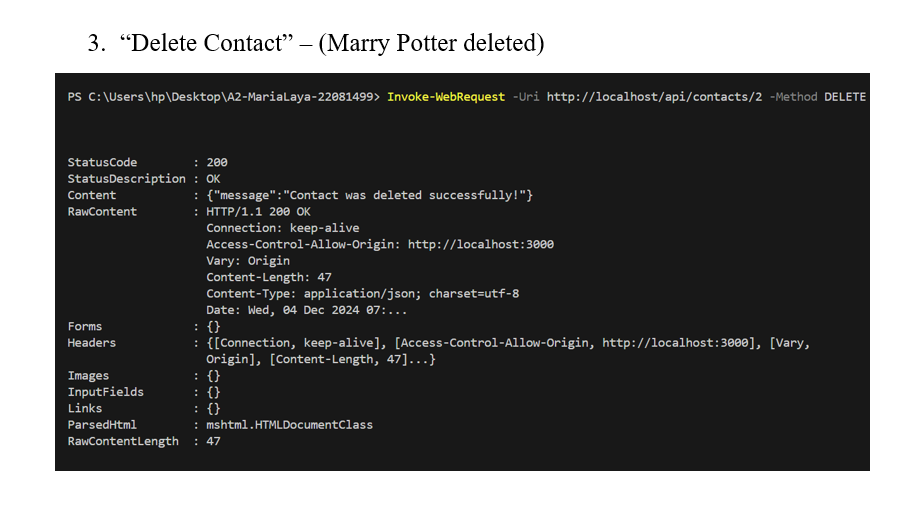 3. “Delete Contact” – (Marry Potter deleted)
PS C:\Users\hp\Desktop\A2-MariaLaya-22081499> Invoke-WebRequest -Uri http://localhost/api/contacts/2 -Method DELETE
StatusCode        : 200
StatusDescription : OK
Content           : {"message":"Contact was deleted successfully!"}
RawContent        : HTTP/1.1 200 OK
                    Connection: keep-alive
                    Access-Control-Allow-Origin: http://localhost:3000
                    Vary: Origin
                    Content-Length: 47
                    Content-Type: application/json; charset=utf-8
                    Date: Wed, 04 Dec 2024 07:...
Forms             : {}
Headers           : {[Connection, keep-alive], [Access-Control-Allow-Origin, http://localhost:3000], [Vary,
                    Origin], [Content-Length, 47]...}
Images            : {}
InputFields       : {}
Links             : {}
ParsedHtml        : mshtml.HTMLDocumentClass
RawContentLength  : 47